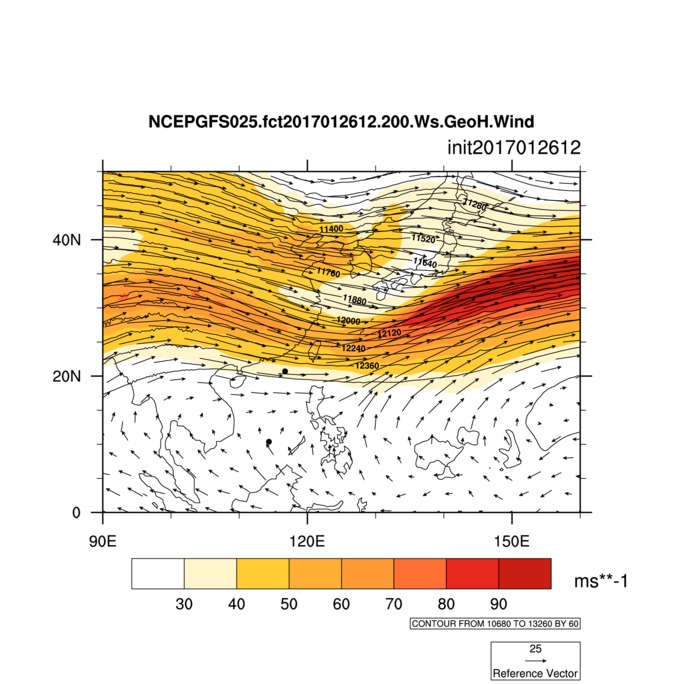 NCEPGFS025.fct2017012612.200.Ws.GeoH.Wind
init2017012612
11280
11400
11520
11640
11760
11880
12000
12120
12240
12360
40N
20N
0
90E 120E 150E
30 40 50 60 70 80 90
ms**-1
CONTOUR FROM 10680 TO 13260 BY 60
25
Reference Vector